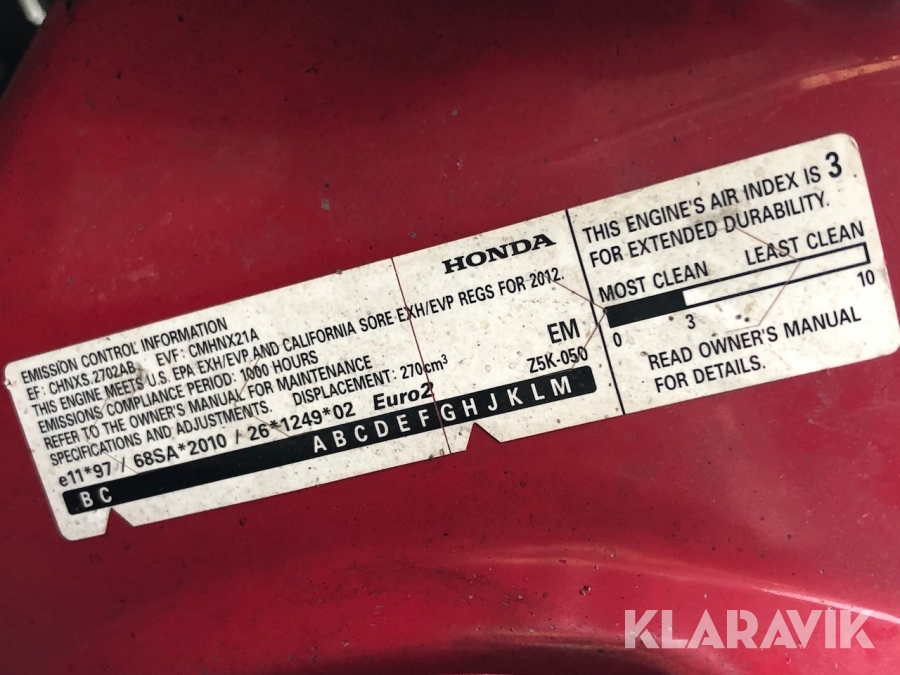 HONDA
EMISSION CONTROL INFORMATION
EF: CHNXS.2702AB EVF: CMHNX21A
THIS ENGINE MEETS U.S. EPA EXH/EVP AND CALIFORNIA SORE EXH/EVP REGS FOR 2012.
EMISSIONS COMPLIANCE PERIOD: 1000 HOURS
REFER TO THE OWNER'S MANUAL FOR MAINTENANCE
SPECIFICATIONS AND ADJUSTMENTS. DISPLACEMENT: 270cm³
EM
e11*97 / 68SA*2010 / 26*1249*02 Euro2
Z5K-050
B C
A B C D E F G H J K L M
THIS ENGINE'S AIR INDEX IS 3
FOR EXTENDED DURABILITY.
MOST CLEAN LEAST CLEAN
0 3 10
READ OWNER'S MANUAL
FOR DETAILS.
KLARAVIK